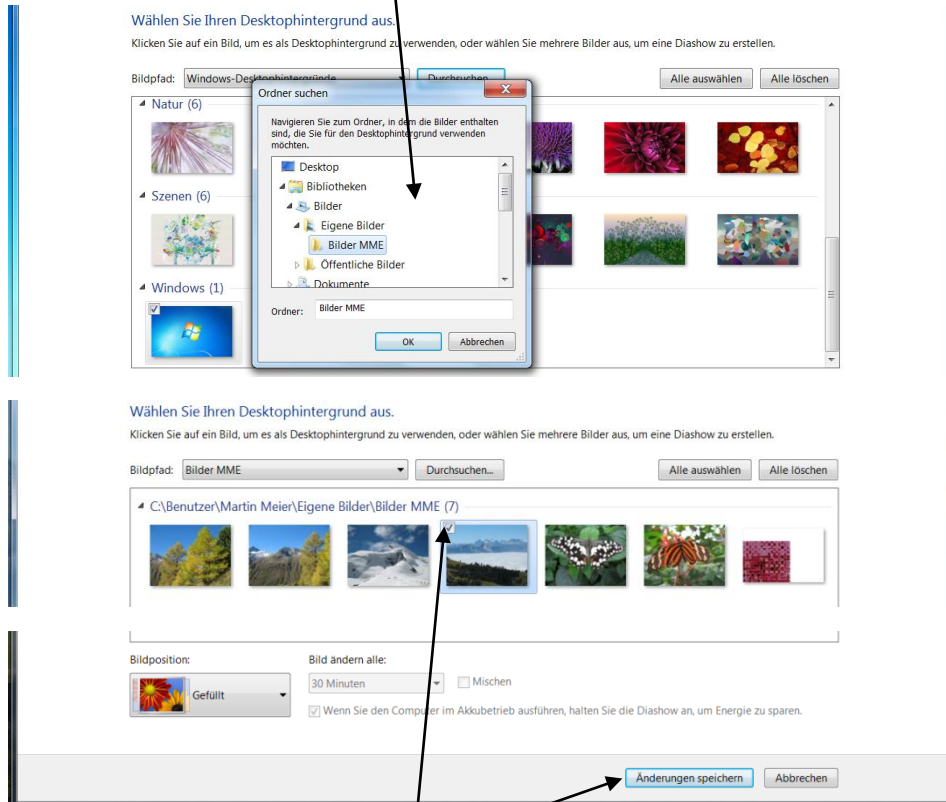 Wählen Sie Ihren Desktophintergrund aus.
Klicken Sie auf ein Bild, um es als Desktophintergrund zu verwenden, oder wählen Sie mehrere Bilder aus, um eine Diashow zu erstellen.
Bildpfad: Windows-Desktophintergründe Durchsuchen... Alle auswählen Alle löschen
Natur (6)
Szenen (6)
Windows (1)
Ordner suchen
Navigieren Sie zum Ordner, in dem die Bilder enthalten
sind, die Sie für den Desktophintergrund verwenden
möchten.
Desktop
Bibliotheken
Bilder
Eigene Bilder
Bilder MME
Öffentliche Bilder
Dokumente
Ordner: Bilder MME
OK Abbrechen
Wählen Sie Ihren Desktophintergrund aus.
Klicken Sie auf ein Bild, um es als Desktophintergrund zu verwenden, oder wählen Sie mehrere Bilder aus, um eine Diashow zu erstellen.
Bildpfad: Bilder MME Durchsuchen... Alle auswählen Alle löschen
C:\Benutzer\Martin Meier\Eigene Bilder\Bilder MME (7)
Bildposition: Bild ändern alle:
Gefüllt 30 Minuten Mischen
Wenn Sie den Computer im Akkubetrieb ausführen, halten Sie die Diashow an, um Energie zu sparen.
Änderungen speichern Abbrechen